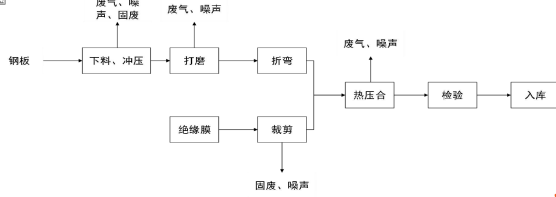 废气、噪
声、固废
废气、噪声
钢板
下料、冲压
打磨
折弯
废气、噪声
热压合
检验
入库
绝缘膜
裁剪
固废、噪声